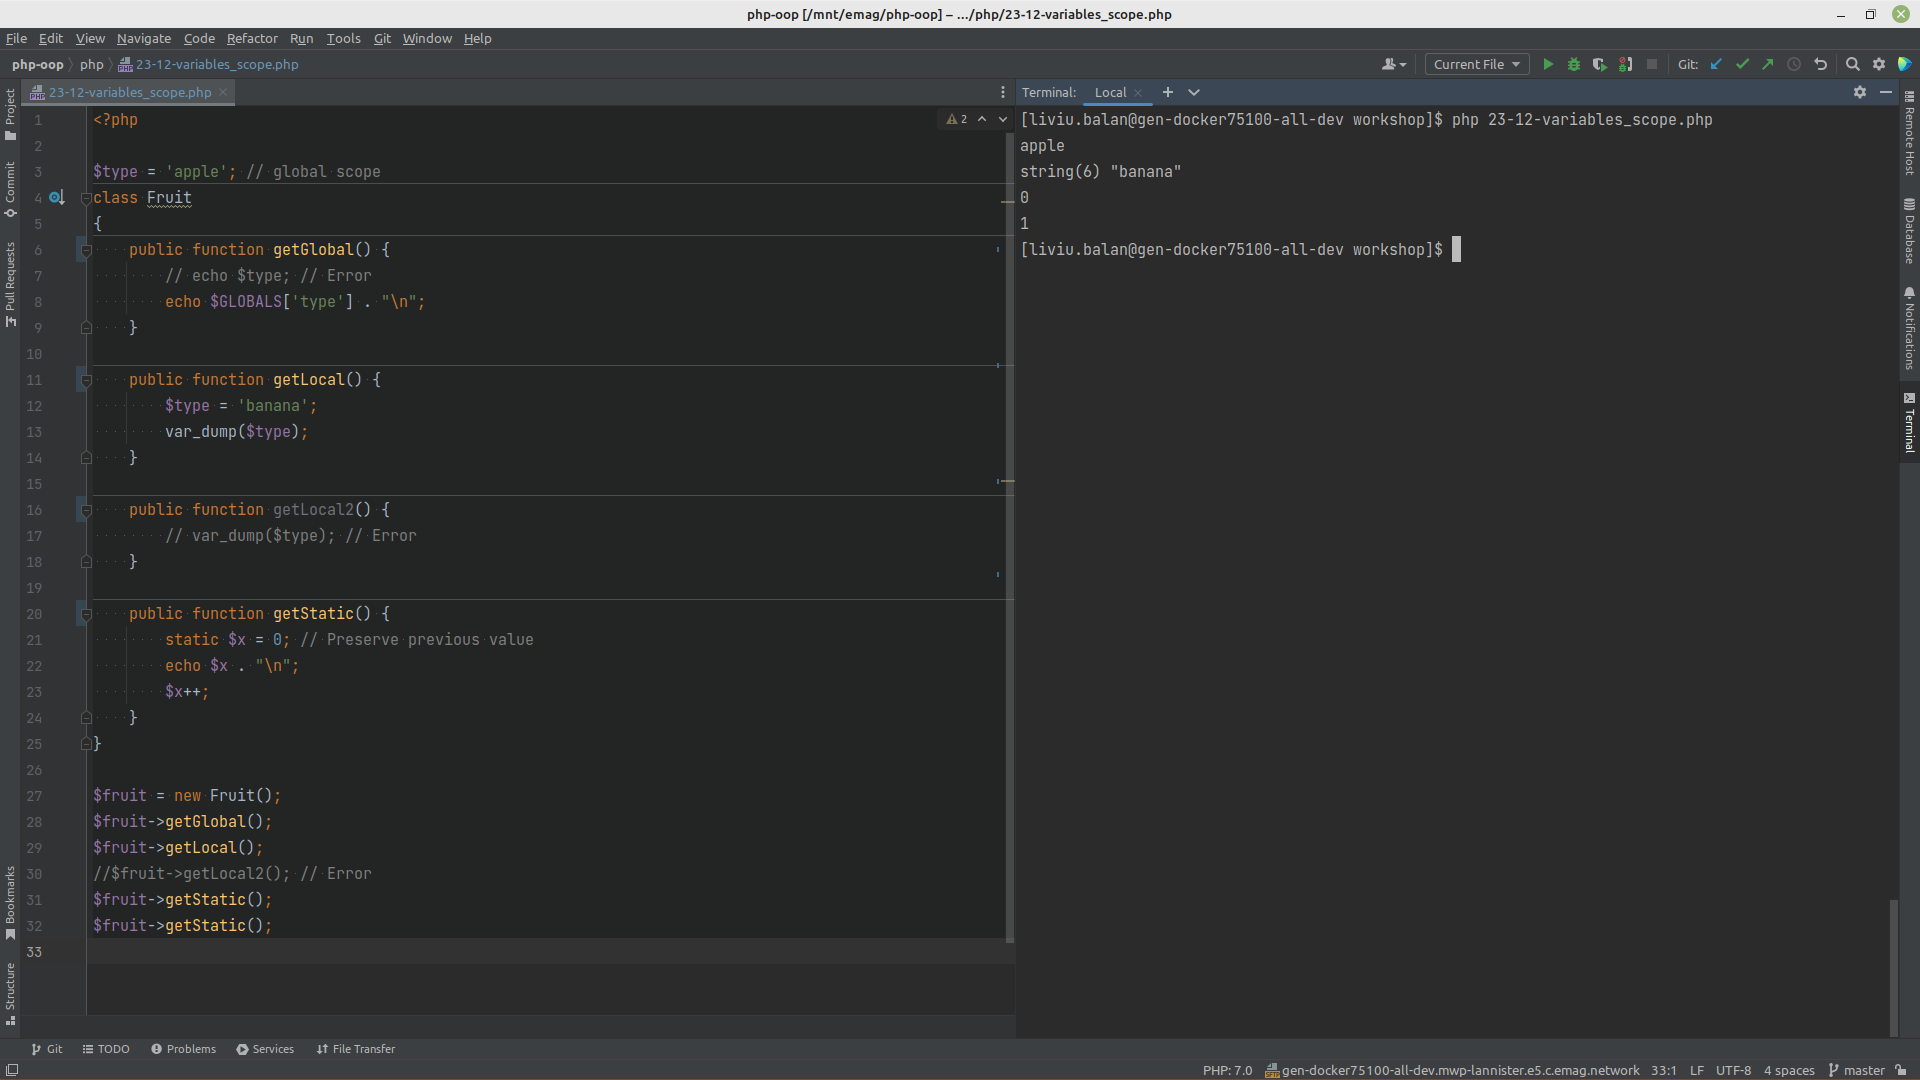 php-oop [/mnt/emag/php-oop] – .../php/23-12-variables_scope.php
File Edit View Navigate Code Refactor Run Tools Git Window Help
php-oop php 23-12-variables_scope.php Current File Git:
23-12-variables_scope.php
Terminal: Local
Project
Commit
Pull Requests
Bookmarks
Structure
2
1 <?php
2
3 $type = 'apple'; // global scope
4 class Fruit
5 {
6 public function getGlobal() {
7 // echo $type; // Error
8 echo $GLOBALS['type'] . "\n";
9 }
10
11 public function getLocal() {
12 $type = 'banana';
13 var_dump($type);
14 }
15
16 public function getLocal2() {
17 // var_dump($type); // Error
18 }
19
20 public function getStatic() {
21 static $x = 0; // Preserve previous value
22 echo $x . "\n";
23 $x++;
24 }
25 }
26
27 $fruit = new Fruit();
28 $fruit->getGlobal();
29 $fruit->getLocal();
30 //$fruit->getLocal2(); // Error
31 $fruit->getStatic();
32 $fruit->getStatic();
33
[liviu.balan@gen-docker75100-all-dev workshop]$ php 23-12-variables_scope.php
apple
string(6) "banana"
0
1
[liviu.balan@gen-docker75100-all-dev workshop]$
Remote Host
Database
Notifications
Terminal
Git TODO Problems Services File Transfer
PHP: 7.0 gen-docker75100-all-dev.mwp-lannister.e5.c.emag.network 33:1 LF UTF-8 4 spaces master